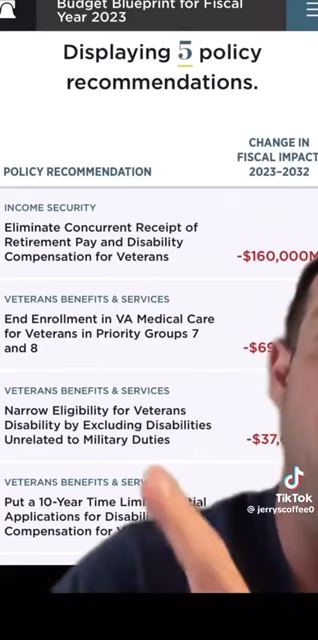 Budget Blueprint for Fiscal
Year 2023
Displaying 5 policy
recommendations.
CHANGE IN
FISCAL IMPACT
2023–2032
POLICY RECOMMENDATION
INCOME SECURITY
Eliminate Concurrent Receipt of
Retirement Pay and Disability
Compensation for Veterans
-$160,000M
VETERANS BENEFITS & SERVICES
End Enrollment in VA Medical Care
for Veterans in Priority Groups 7
and 8
VETERANS BENEFITS & SERVICES
Narrow Eligibility for Veterans
Disability by Excluding Disabilities
Unrelated to Military Duties
VETERANS BENEFITS &
Put a 10-Year Time
Applications for
Compensation for
TikTok
@ jerryscoffee0